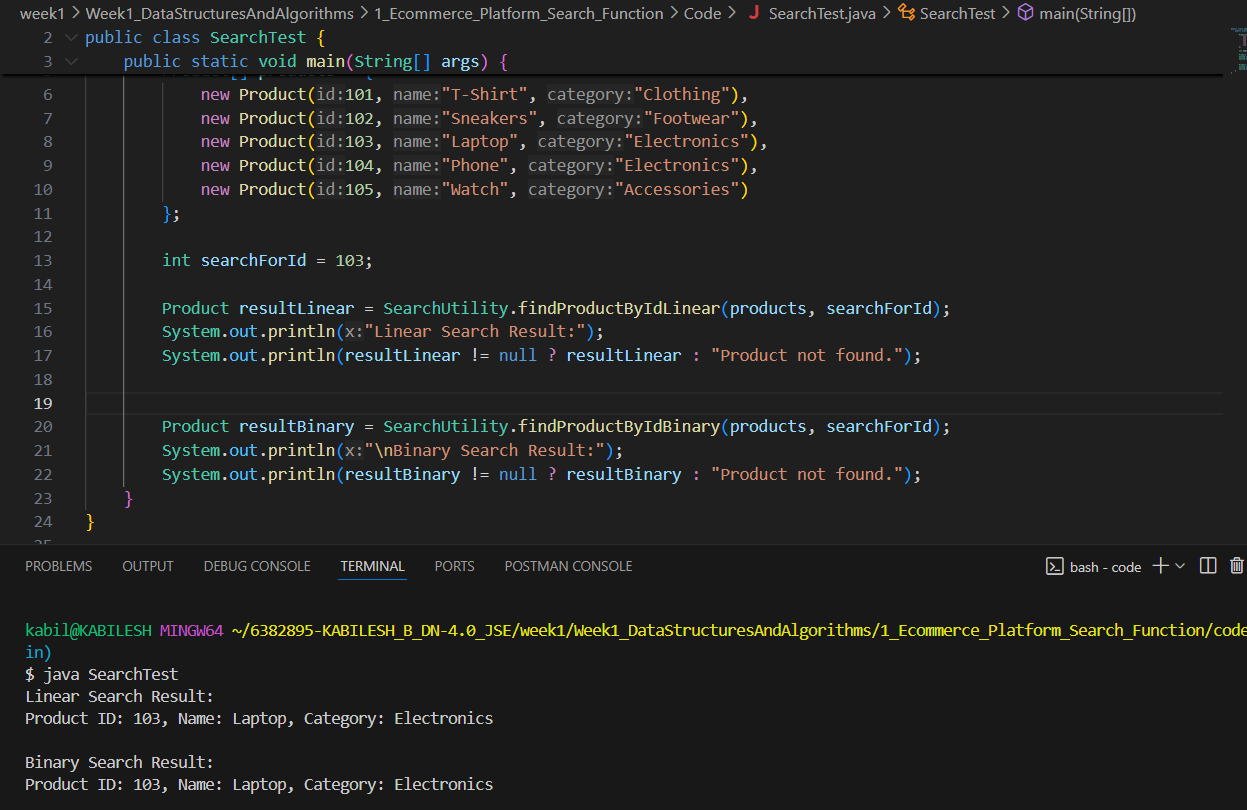 week1 > Week1_DataStructuresAndAlgorithms > 1_Ecommerce_Platform_Search_Function > Code > J SearchTest.java > SearchTest > main(String[])
2 public class SearchTest {
3 public static void main(String[] args) {
6 new Product(id:101, name:"T-Shirt", category:"Clothing"),
7 new Product(id:102, name:"Sneakers", category:"Footwear"),
8 new Product(id:103, name:"Laptop", category:"Electronics"),
9 new Product(id:104, name:"Phone", category:"Electronics"),
10 new Product(id:105, name:"Watch", category:"Accessories")
11 };
12
13 int searchForId = 103;
14
15 Product resultLinear = SearchUtility.findProductByIdLinear(products, searchForId);
16 System.out.println(x:"Linear Search Result:");
17 System.out.println(resultLinear != null ? resultLinear : "Product not found.");
18
19
20 Product resultBinary = SearchUtility.findProductByIdBinary(products, searchForId);
21 System.out.println(x:"\nBinary Search Result:");
22 System.out.println(resultBinary != null ? resultBinary : "Product not found.");
23 }
24 }
PROBLEMS OUTPUT DEBUG CONSOLE TERMINAL PORTS POSTMAN CONSOLE bash - code
kabil@KABILESH MINGW64 ~/6382895-KABILESH_B_DN-4.0_JSE/week1/Week1_DataStructuresAndAlgorithms/1_Ecommerce_Platform_Search_Function/code
in)
$ java SearchTest
Linear Search Result:
Product ID: 103, Name: Laptop, Category: Electronics
Binary Search Result:
Product ID: 103, Name: Laptop, Category: Electronics